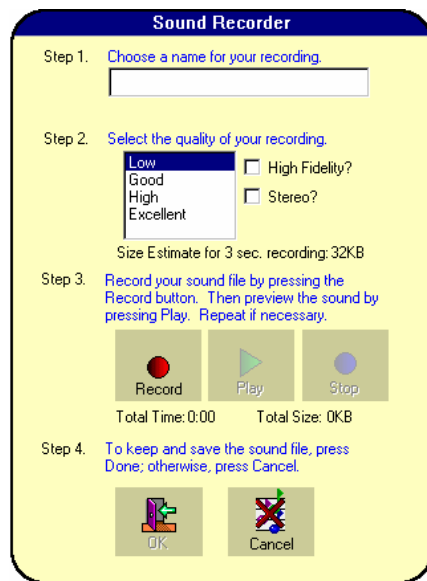 Sound Recorder
Step 1. Choose a name for your recording.
Step 2. Select the quality of your recording.
Low
Good
High
Excellent
High Fidelity?
Stereo?
Size Estimate for 3 sec. recording: 32KB
Step 3. Record your sound file by pressing the
Record button. Then preview the sound by
pressing Play. Repeat if necessary.
Record Play Stop
Total Time: 0:00 Total Size: 0KB
Step 4. To keep and save the sound file, press
Done; otherwise, press Cancel.
OK Cancel